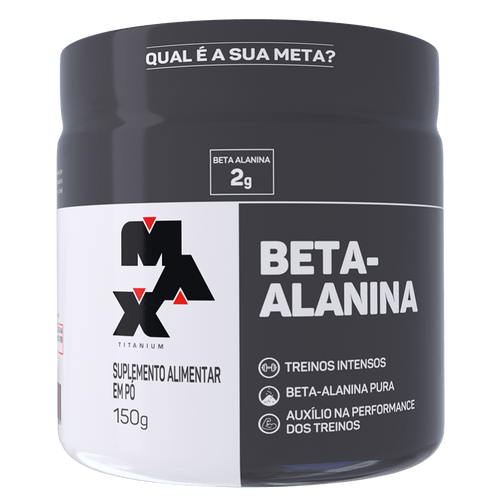 QUAL É A SUA META?
BETA ALANINA
2g
MAX
TITANIUM
SUPLEMENTO ALIMENTAR
EM PÓ
150g
BETA-
ALANINA
TREINOS INTENSOS
BETA-ALANINA PURA
AUXÍLIO NA PERFORMANCE
DOS TREINOS